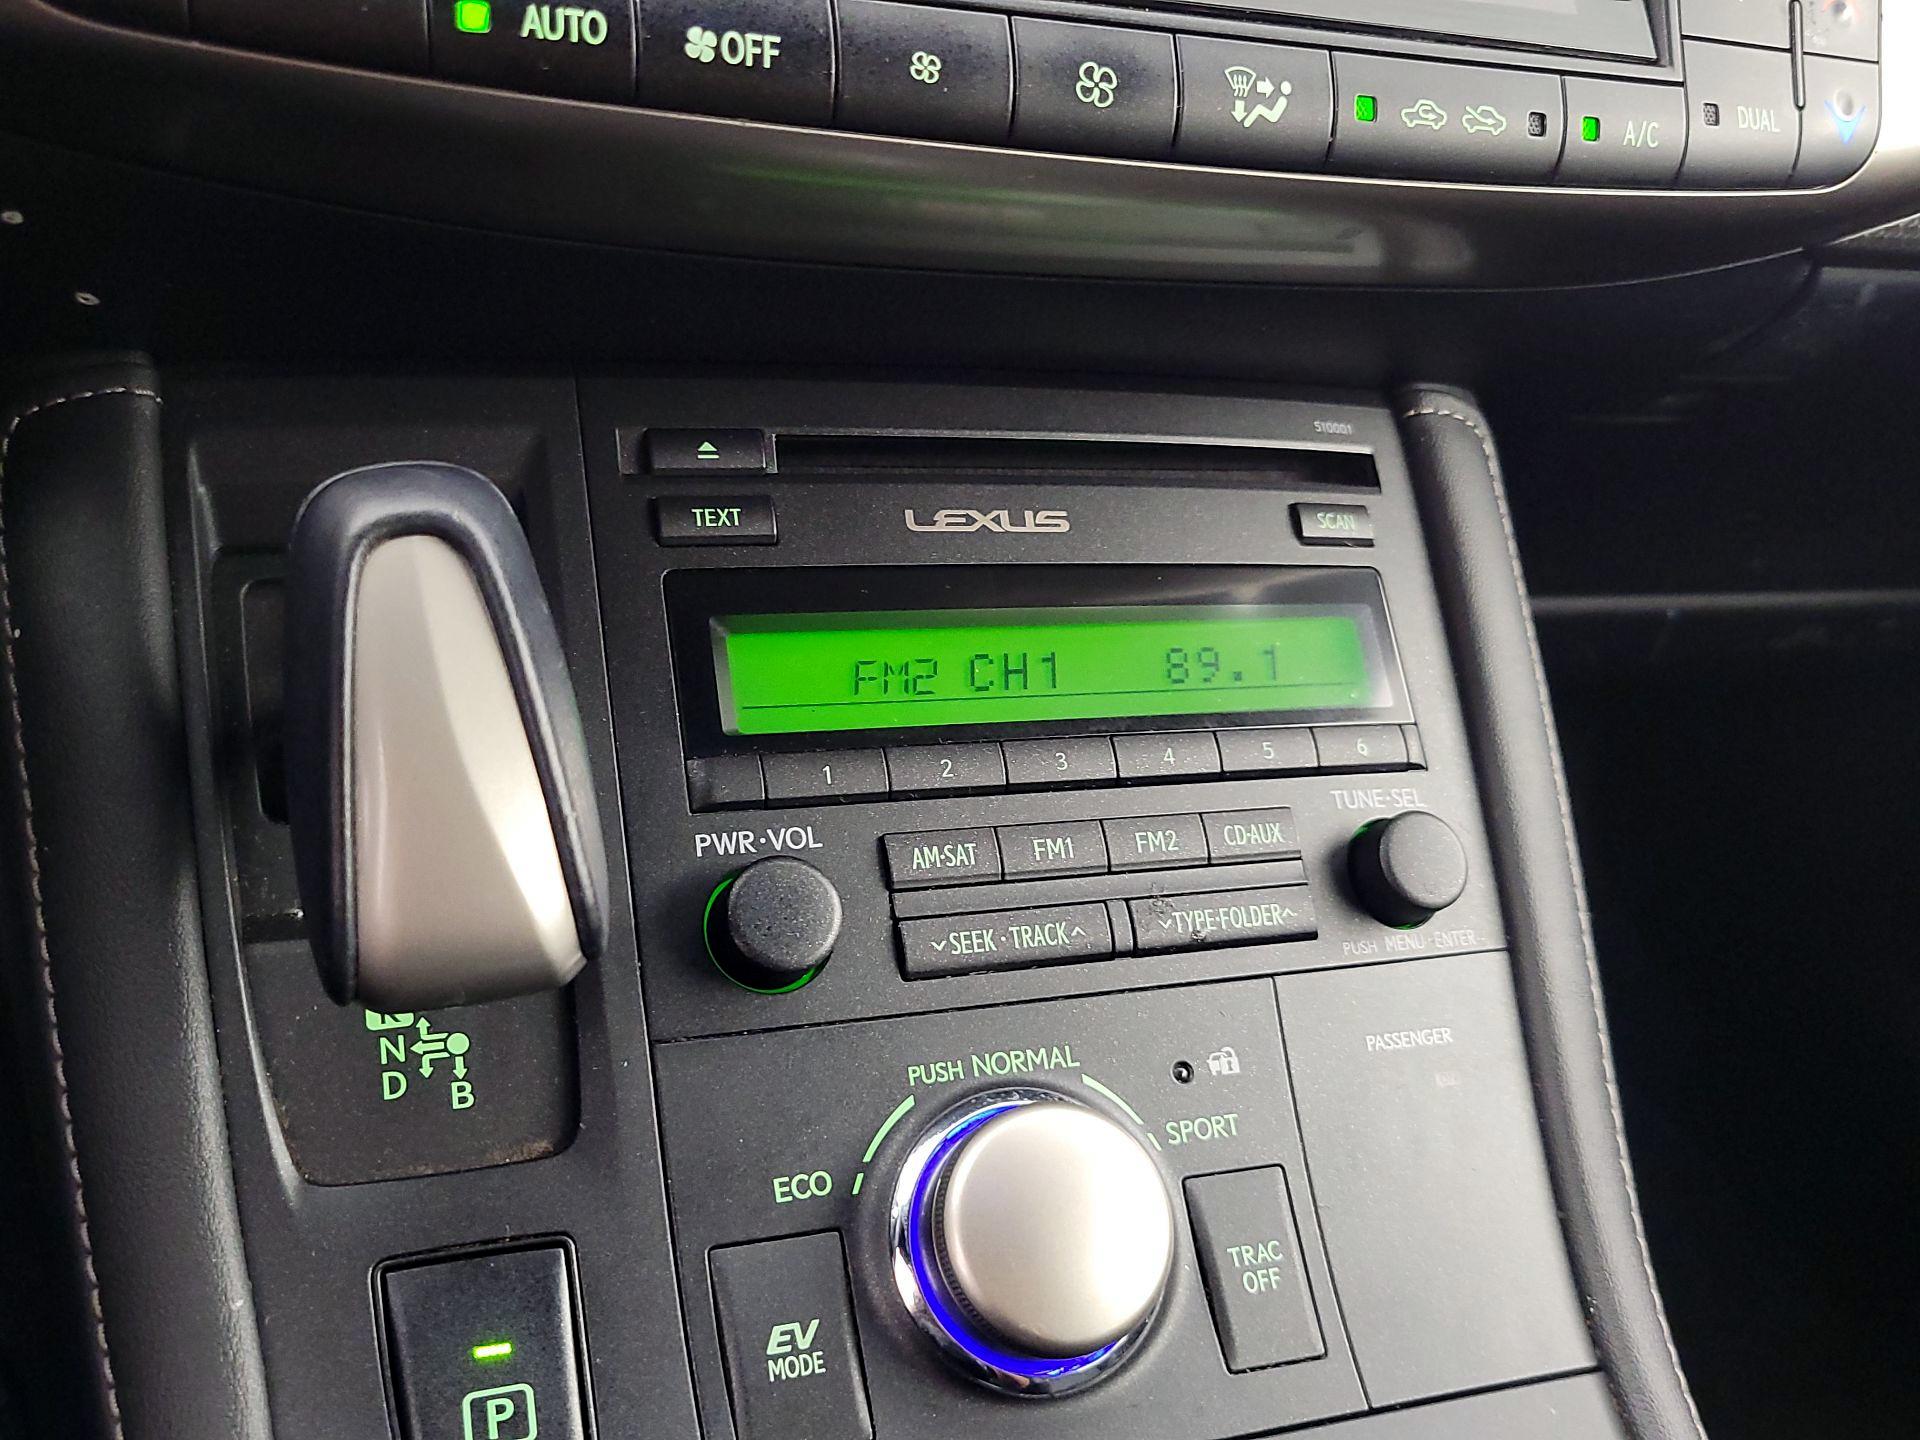 AUTO
OFF
A/C
DUAL
510001
TEXT
LEXUS
SCAN
FM2 CH1 89.1
1 2 3 4 5 6
PWR·VOL
TUNE·SEL
AM·SAT
FM1
FM2
CD·AUX
SEEK·TRACK
TYPE·FOLDER
PUSH MENU·ENTER
N
D
B
PUSH NORMAL
ECO
SPORT
PASSENGER
EV
MODE
TRAC
OFF
P